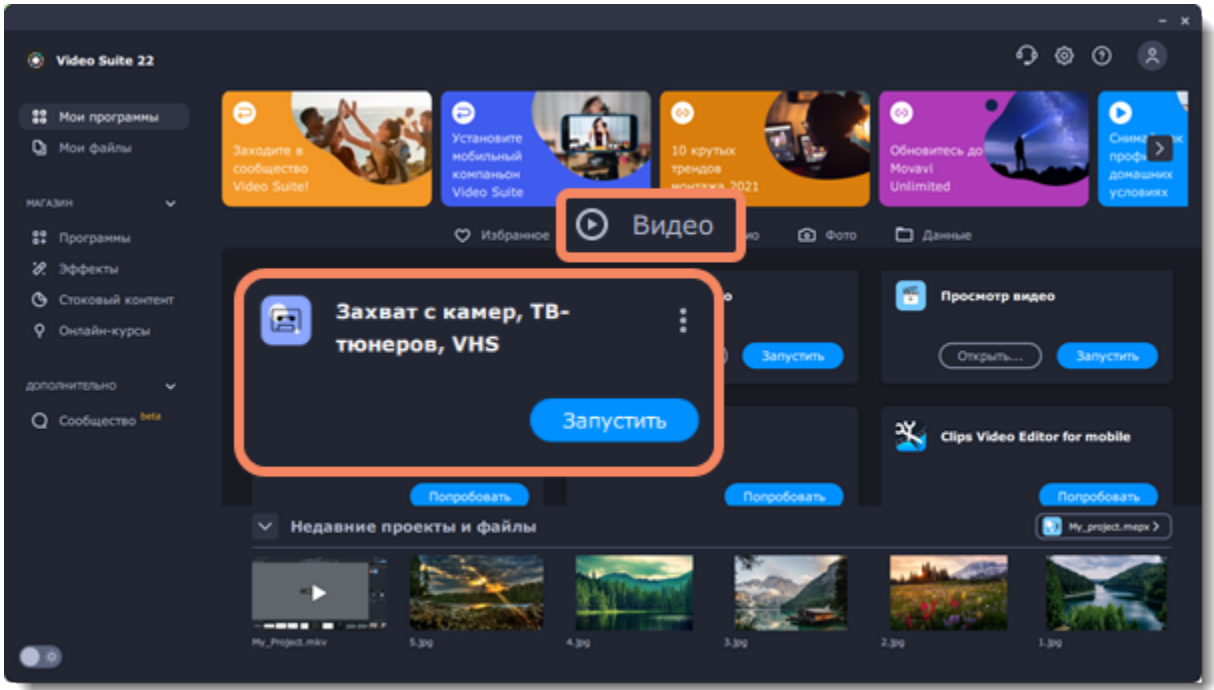 Video Suite 22
Мои программы
Мои файлы
МАГАЗИН
Программы
Эффекты
Стоковый контент
Онлайн-курсы
ДОПОЛНИТЕЛЬНО
Сообщество beta
Заходите в
сообщество
Video Suite!
Установите
мобильный
компаньон
Video Suite
10 крутых
трендов
монтажа 2021
Обновитесь до
Movavi
Unlimited
домашних
условиях
Избранное
Видео
Фото
Данные
Захват с камер, ТВ-
тюнеров, VHS
Запустить
Запустить
Просмотр видео
Открыть...
Запустить
Clips Video Editor for mobile
Попробовать
Попробовать
Попробовать
Недавние проекты и файлы
My_project.mepx
My_Project.mkv
5.jpg
4.jpg
3.jpg
2.jpg
1.jpg